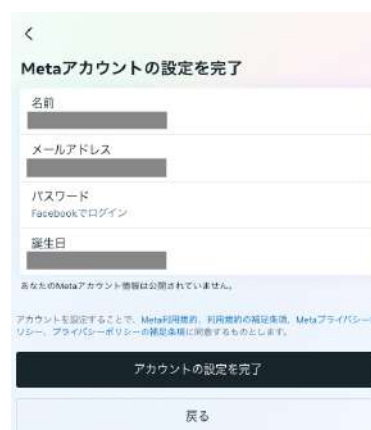 Metaアカウントの設定を完了
名前
メールアドレス
パスワード
Facebookでログイン
誕生日
あなたのMetaアカウント情報は公開されていません。
アカウントを設定することで、Meta利用規約、利用規約の補足条項、Metaプライバシーポ
リシー、プライバシーポリシーの補足条項に同意するものとします。
アカウントの設定を完了
戻る